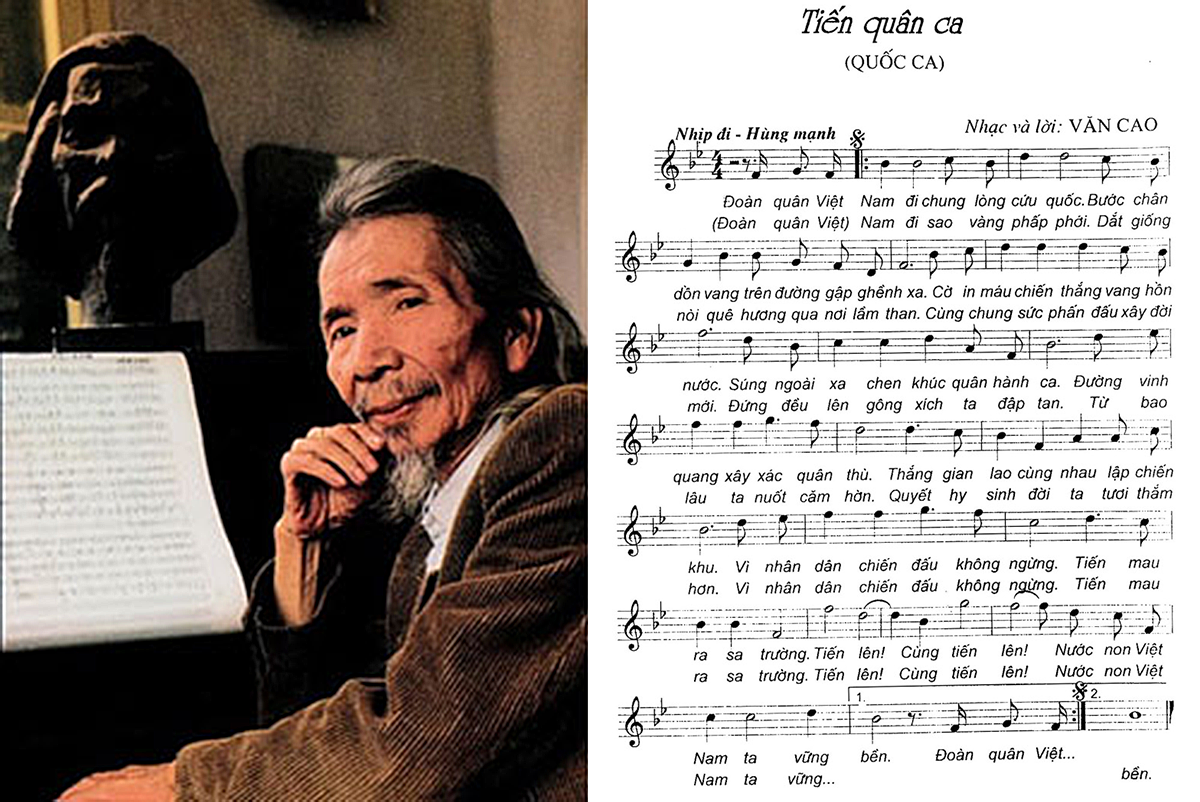 Tiến quân ca
(QUỐC CA)
Nhịp đi - Hùng mạnh
Nhạc và lời: VĂN CAO
Đoàn quân Việt Nam đi chung lòng cứu quốc. Bước chân
(Đoàn quân Việt) Nam đi sao vàng phấp phới. Dắt giống
dồn vang trên đường gập ghềnh xa. Cờ in máu chiến thắng vang hồn
nòi quê hương qua nơi lầm than. Cùng chung sức phấn đấu xây đời
nước. Súng ngoài xa chen khúc quân hành ca. Đường vinh
mới. Đứng đều lên gông xích ta đập tan. Từ bao
quang xây xác quân thù. Thắng gian lao cùng nhau lập chiến
lâu ta nuốt căm hờn. Quyết hy sinh đời ta tươi thắm
khu. Vì nhân dân chiến đấu không ngừng. Tiến mau
hơn. Vì nhân dân chiến đấu không ngừng. Tiến mau
ra sa trường. Tiến lên! Cùng tiến lên! Nước non Việt
ra sa trường. Tiến lên! Cùng tiến lên! Nước non Việt
1. 2.
Nam ta vững bền. Đoàn quân Việt...
Nam ta vững... bền.